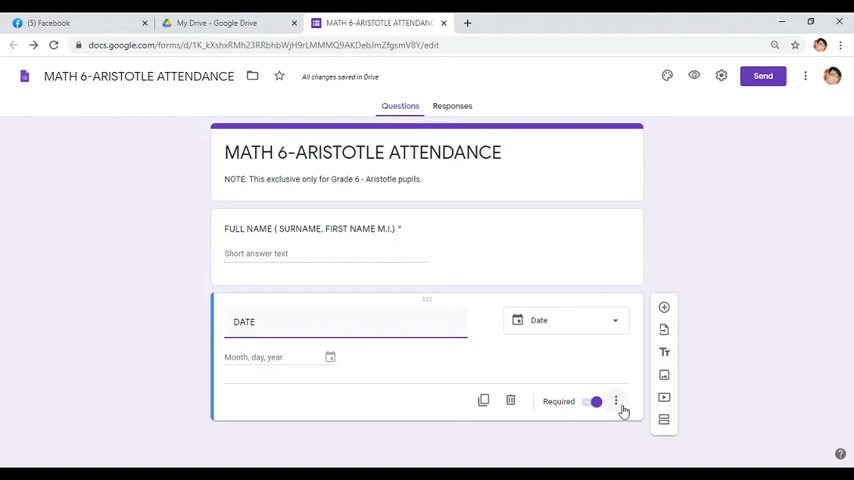 (5) Facebook
My Drive - Google Drive
MATH 6-ARISTOTLE ATTENDANCE
docs.google.com/forms/d/1K_kXshxRMh23RRbhbWjH9rLMMMQ9AKDebJmZfgsmV8Y/edit
MATH 6-ARISTOTLE ATTENDANCE
All changes saved in Drive
Send
Questions
Responses
MATH 6-ARISTOTLE ATTENDANCE
NOTE: This exclusive only for Grade 6 - Aristotle pupils.
FULL NAME ( SURNAME, FIRST NAME M.I.) *
Short answer text
DATE
Date
Month, day, year
Required
Tт